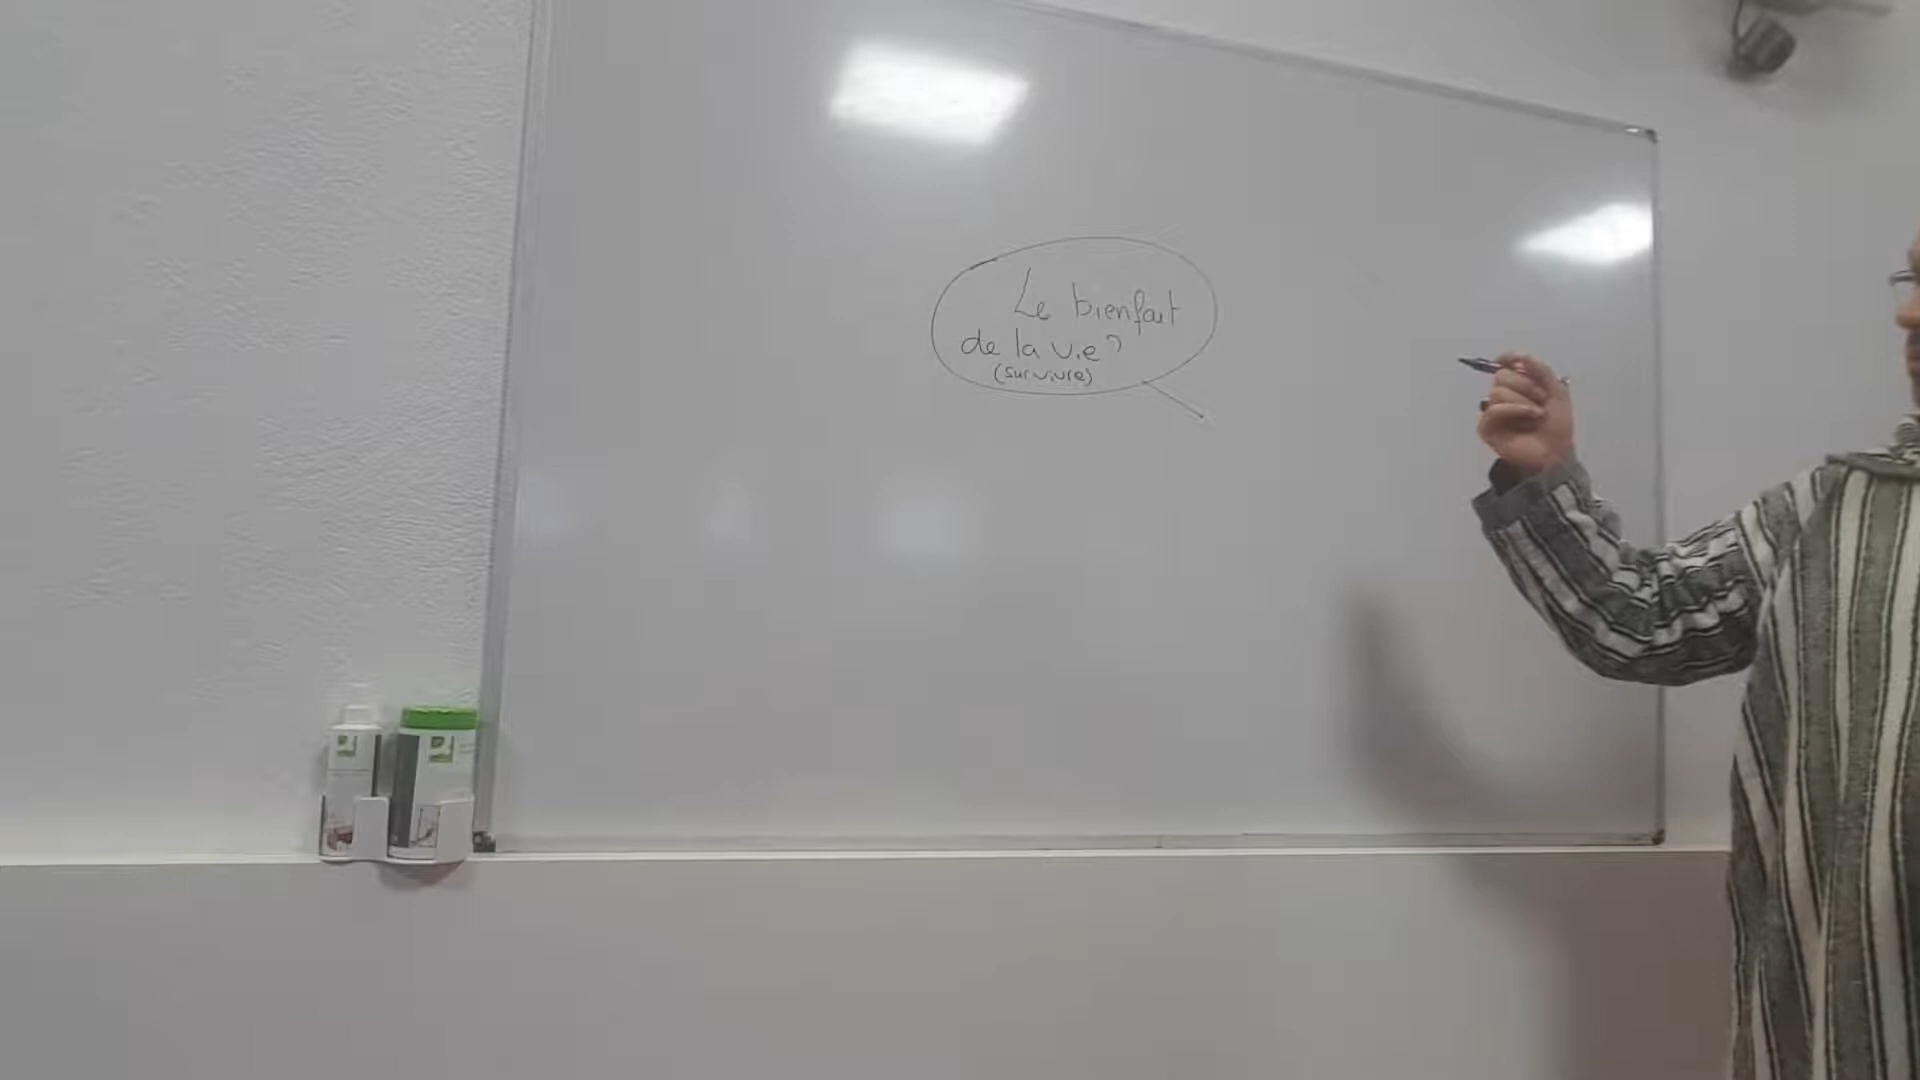 Le bienfait
de la vie?
(survivre)